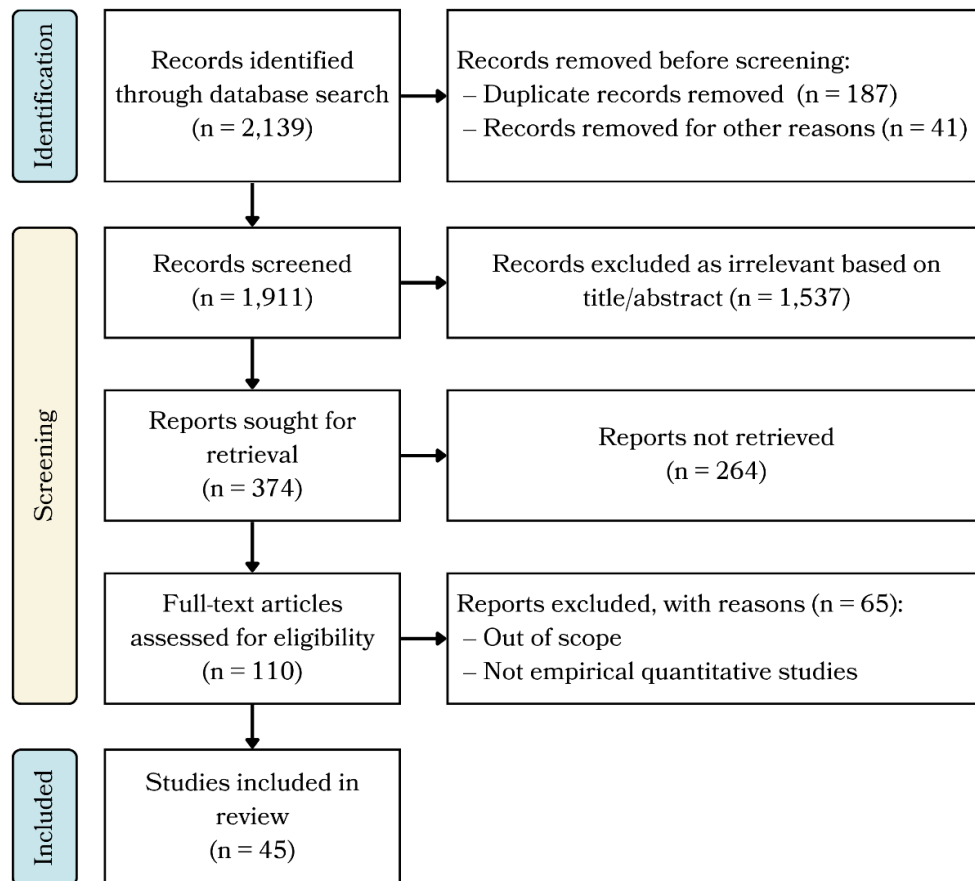 Identification
Records identified
through database search
(n = 2,139)
Records removed before screening:
– Duplicate records removed  (n = 187)
– Records removed for other reasons (n = 41)
Screening
Records screened
(n = 1,911)
Records excluded as irrelevant based on
title/abstract (n = 1,537)
Reports sought for
retrieval
(n = 374)
Reports not retrieved
(n = 264)
Full-text articles
assessed for eligibility
(n = 110)
Reports excluded, with reasons (n = 65):
– Out of scope
– Not empirical quantitative studies
Included
Studies included in
review
(n = 45)